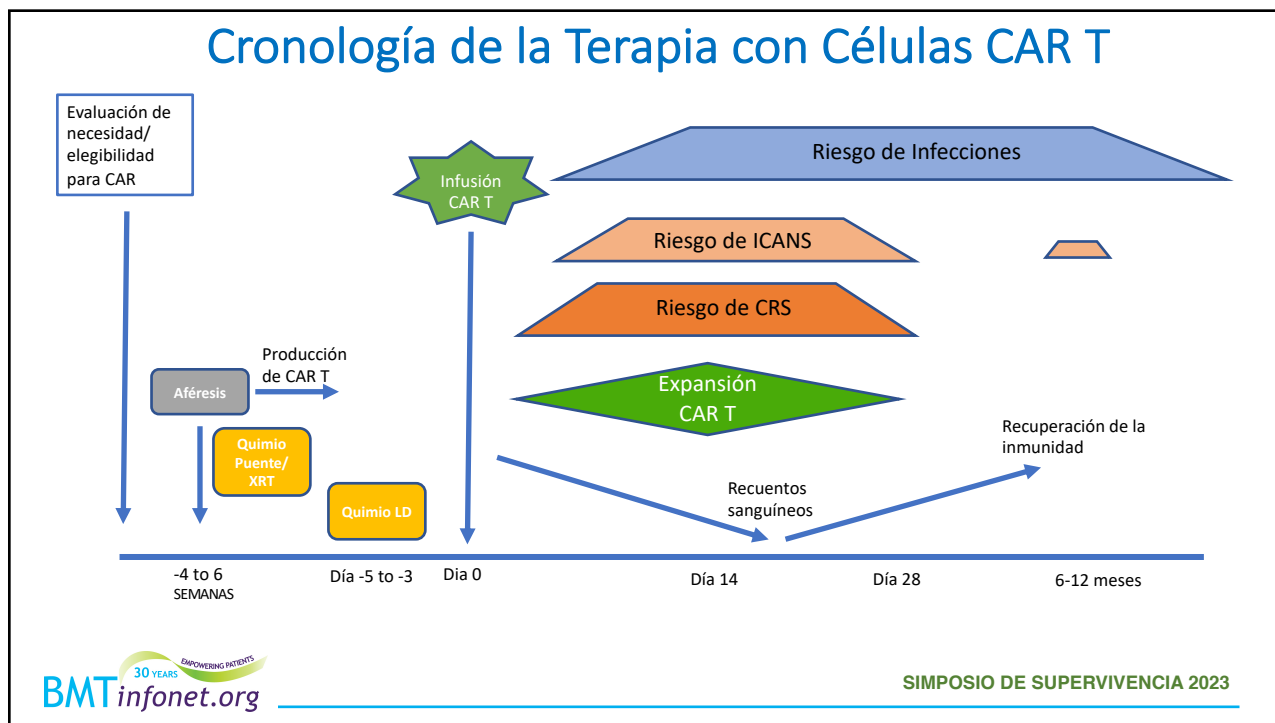 Cronología de la Terapia con Células CAR T
Evaluación de
necesidad/
elegibilidad
para CAR
Infusión
CAR T
Riesgo de Infecciones
Riesgo de ICANS
Riesgo de CRS
Producción
de CAR T
Aféresis
Expansión
CAR T
Quimio
Puente/
XRT
Quimio LD
Recuentos
sanguíneos
Recuperación de la
inmunidad
-4 to 6
SEMANAS
Día -5 to -3
Dia 0
Día 14
Día 28
6-12 meses
30 YEARS
EMPOWERING PATIENTS
BMTinfonet.org
SIMPOSIO DE SUPERVIVENCIA 2023